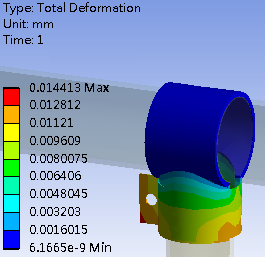 Type: Total Deformation
Unit: mm
Time: 1
0.014413 Max
0.012812
0.01121
0.009609
0.0080075
0.006406
0.0048045
0.003203
0.0016015
6.1665e-9 Min